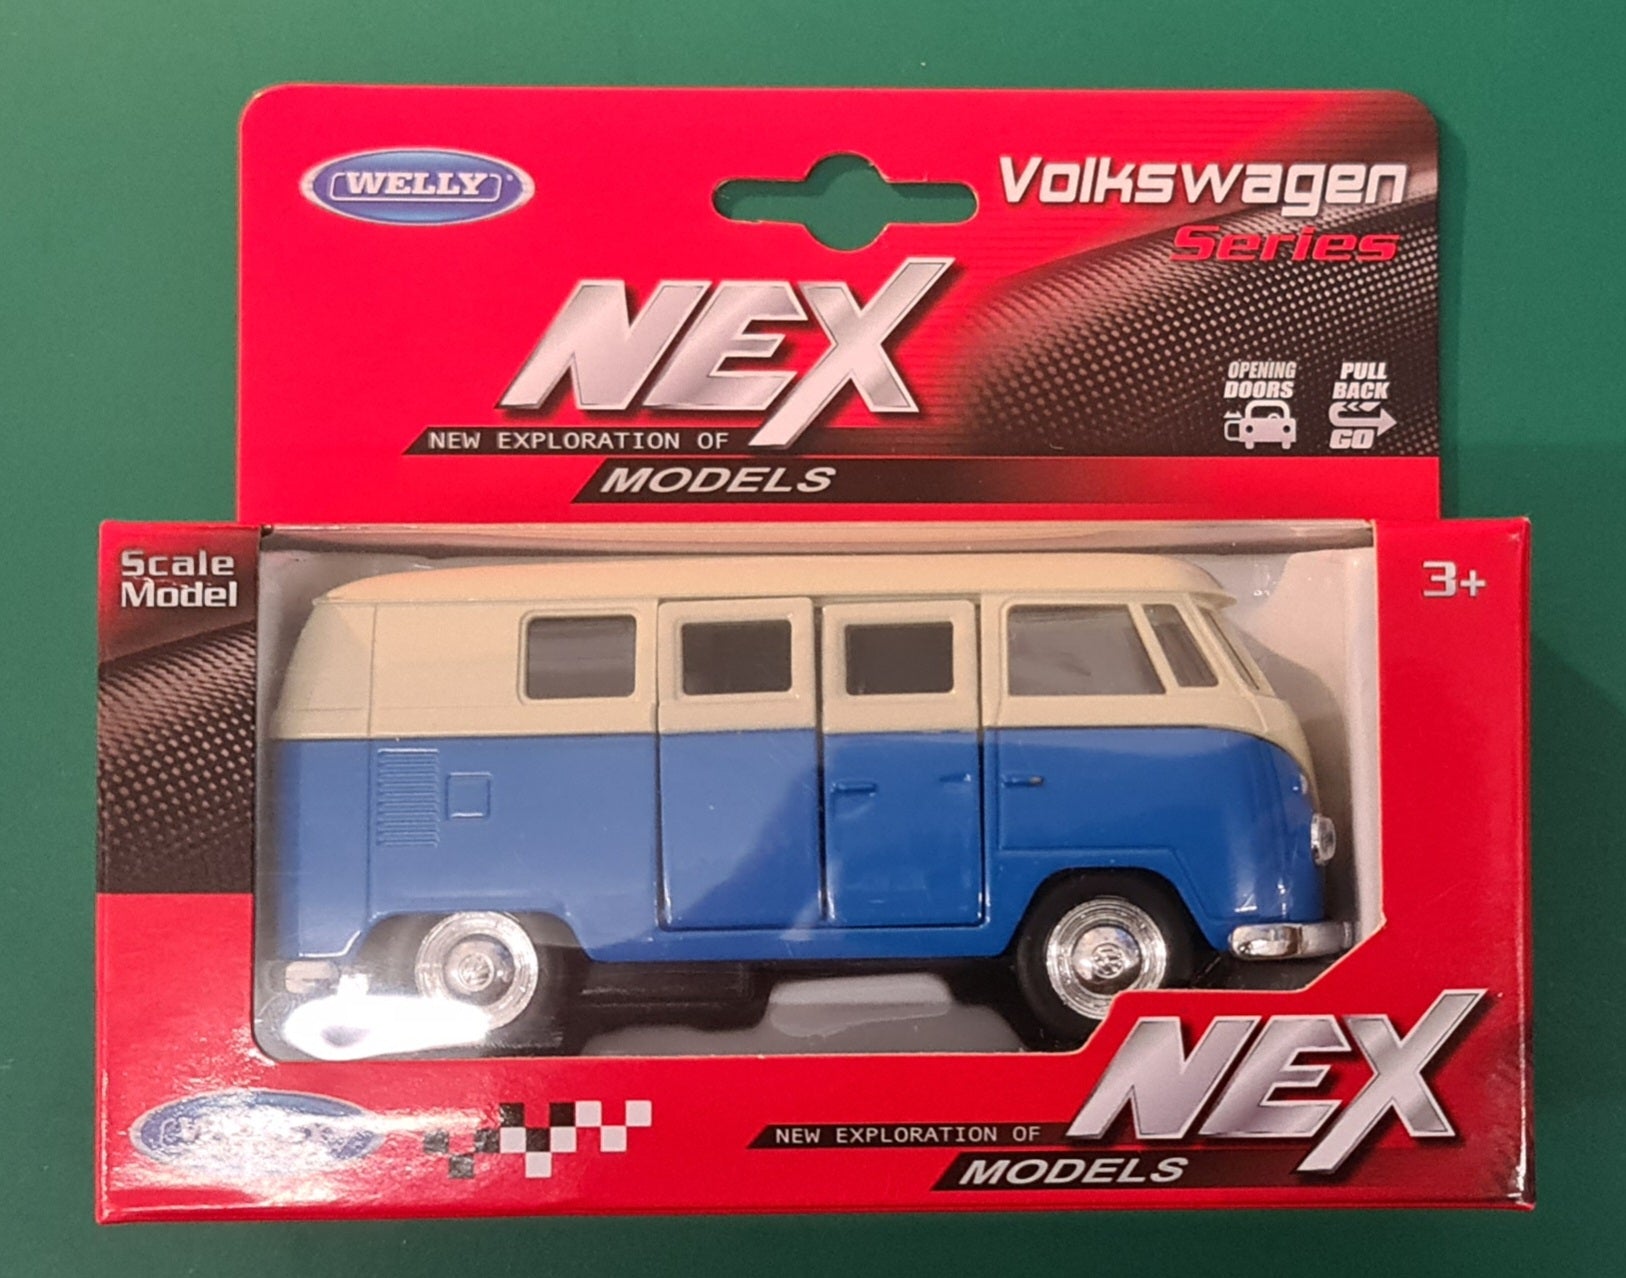 WELLY
Volkswagen
Series
NEX
NEW EXPLORATION OF
MODELS
OPENING
DOORS
PULL
BACK
GO
Scale
Model
3+
NEX
NEW EXPLORATION OF
MODELS